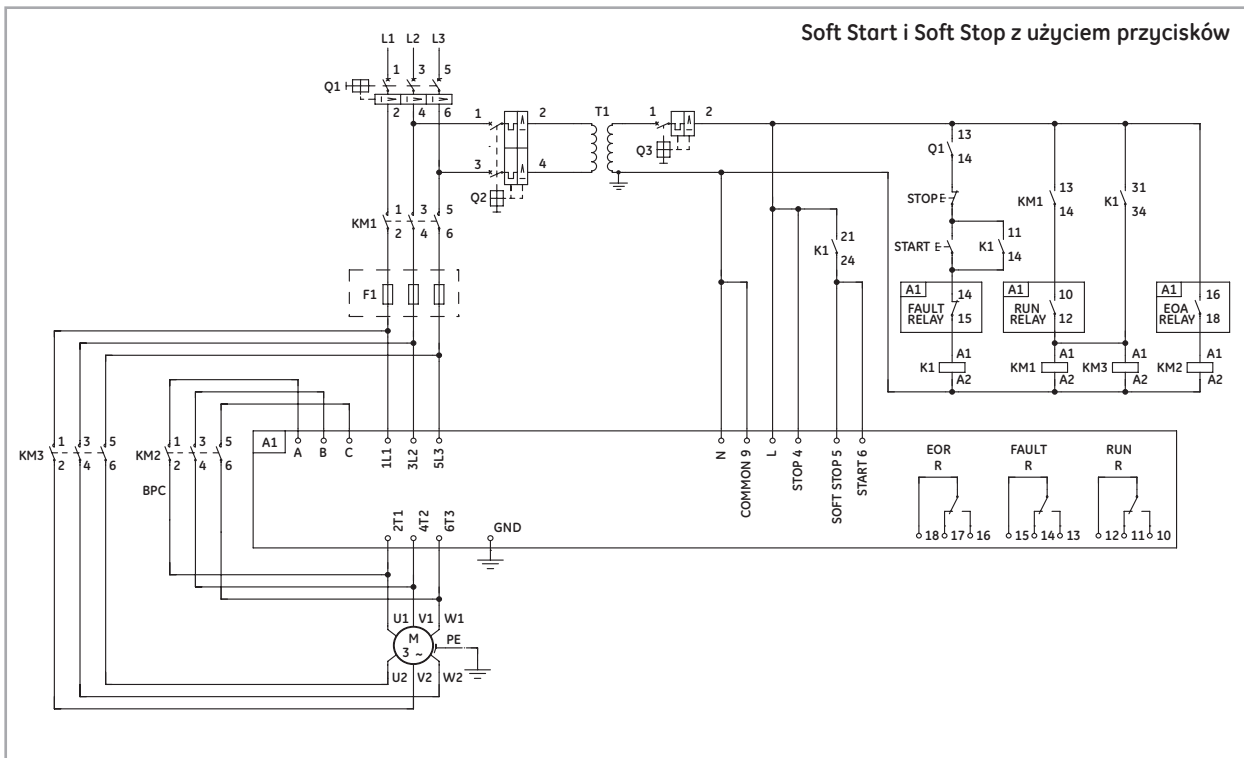 Soft Start i Soft Stop z użyciem przycisków
L1 L2 L3
1 3 5
Q1
2 4 6
1 2
3 4
Q2
T1
1 2
Q3
KM1
1 3 5
2 4 6
F1
13
Q1
14
STOP E
START E
K1
11
14
A1
14
FAULT
RELAY
15
K1
A1
A2
KM1
13
14
A1
10
RUN
RELAY
12
KM1
A1
A2
K1
31
34
KM3
A1
A2
A1
16
EOA
RELAY
18
KM2
A1
A2
K1
21
24
KM3
1 3 5
2 4 6
KM2
1 3 5
2 4 6
BPC
A1
A B C
1L1 3L2 5L3
N
COMMON 9
L
STOP 4
SOFT STOP 5
START 6
EOR
R
18 17 16
FAULT
R
15 14 13
RUN
R
12 11 10
2T1 4T2 6T3
GND
U1 V1 W1
M
3 ~
PE
U2 V2 W2